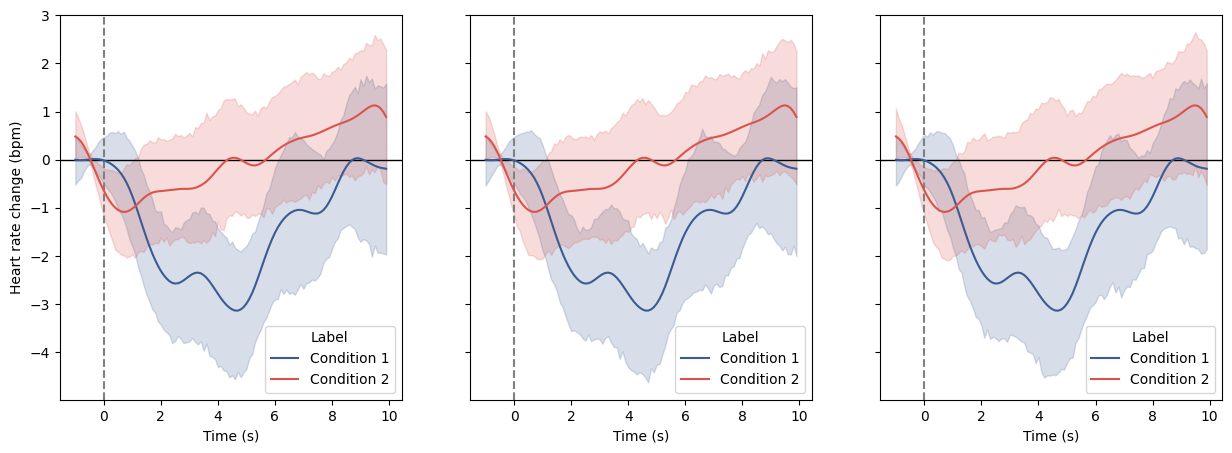 Heart rate change (bpm)
3
2
1
0
−1
−2
−3
−4
Label
Condition 1
Condition 2
0 2 4 6 8 10
Time (s)
Label
Condition 1
Condition 2
0 2 4 6 8 10
Time (s)
Label
Condition 1
Condition 2
0 2 4 6 8 10
Time (s)